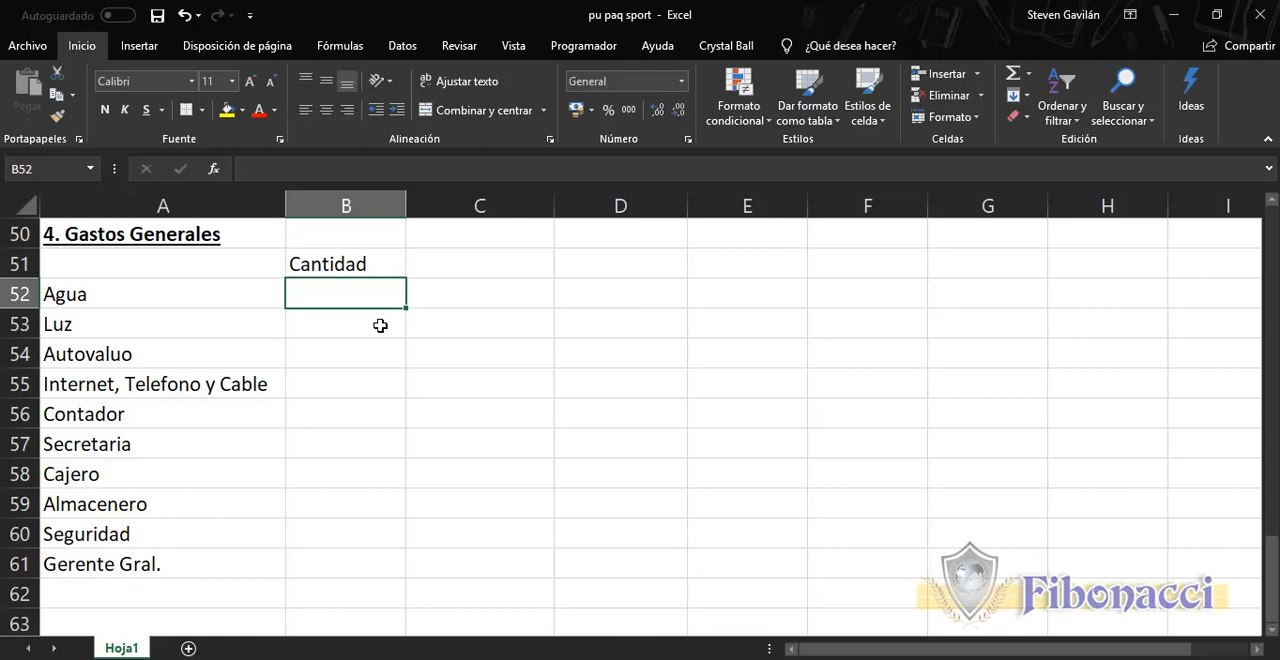 Autoguardado
pu paq sport - Excel
Steven Gavilán
Archivo Inicio Insertar Disposición de página Fórmulas Datos Revisar Vista Programador Ayuda Crystal Ball ¿Qué desea hacer? Compartir
Pegar
Calibri 11
N K S
Ajustar texto
Combinar y centrar
General
% 000
Formato condicional
Dar formato como tabla
Estilos de celda
Insertar
Eliminar
Formato
Ordenar y filtrar
Buscar y seleccionar
Ideas
Portapapeles Fuente Alineación Número Estilos Celdas Edición Ideas
B52 fx
A B C D E F G H I
50 4. Gastos Generales
51 Cantidad
52 Agua
53 Luz
54 Autovaluo
55 Internet, Telefono y Cable
56 Contador
57 Secretaria
58 Cajero
59 Almacenero
60 Seguridad
61 Gerente Gral.
62
63
Fibonacci
Hoja1